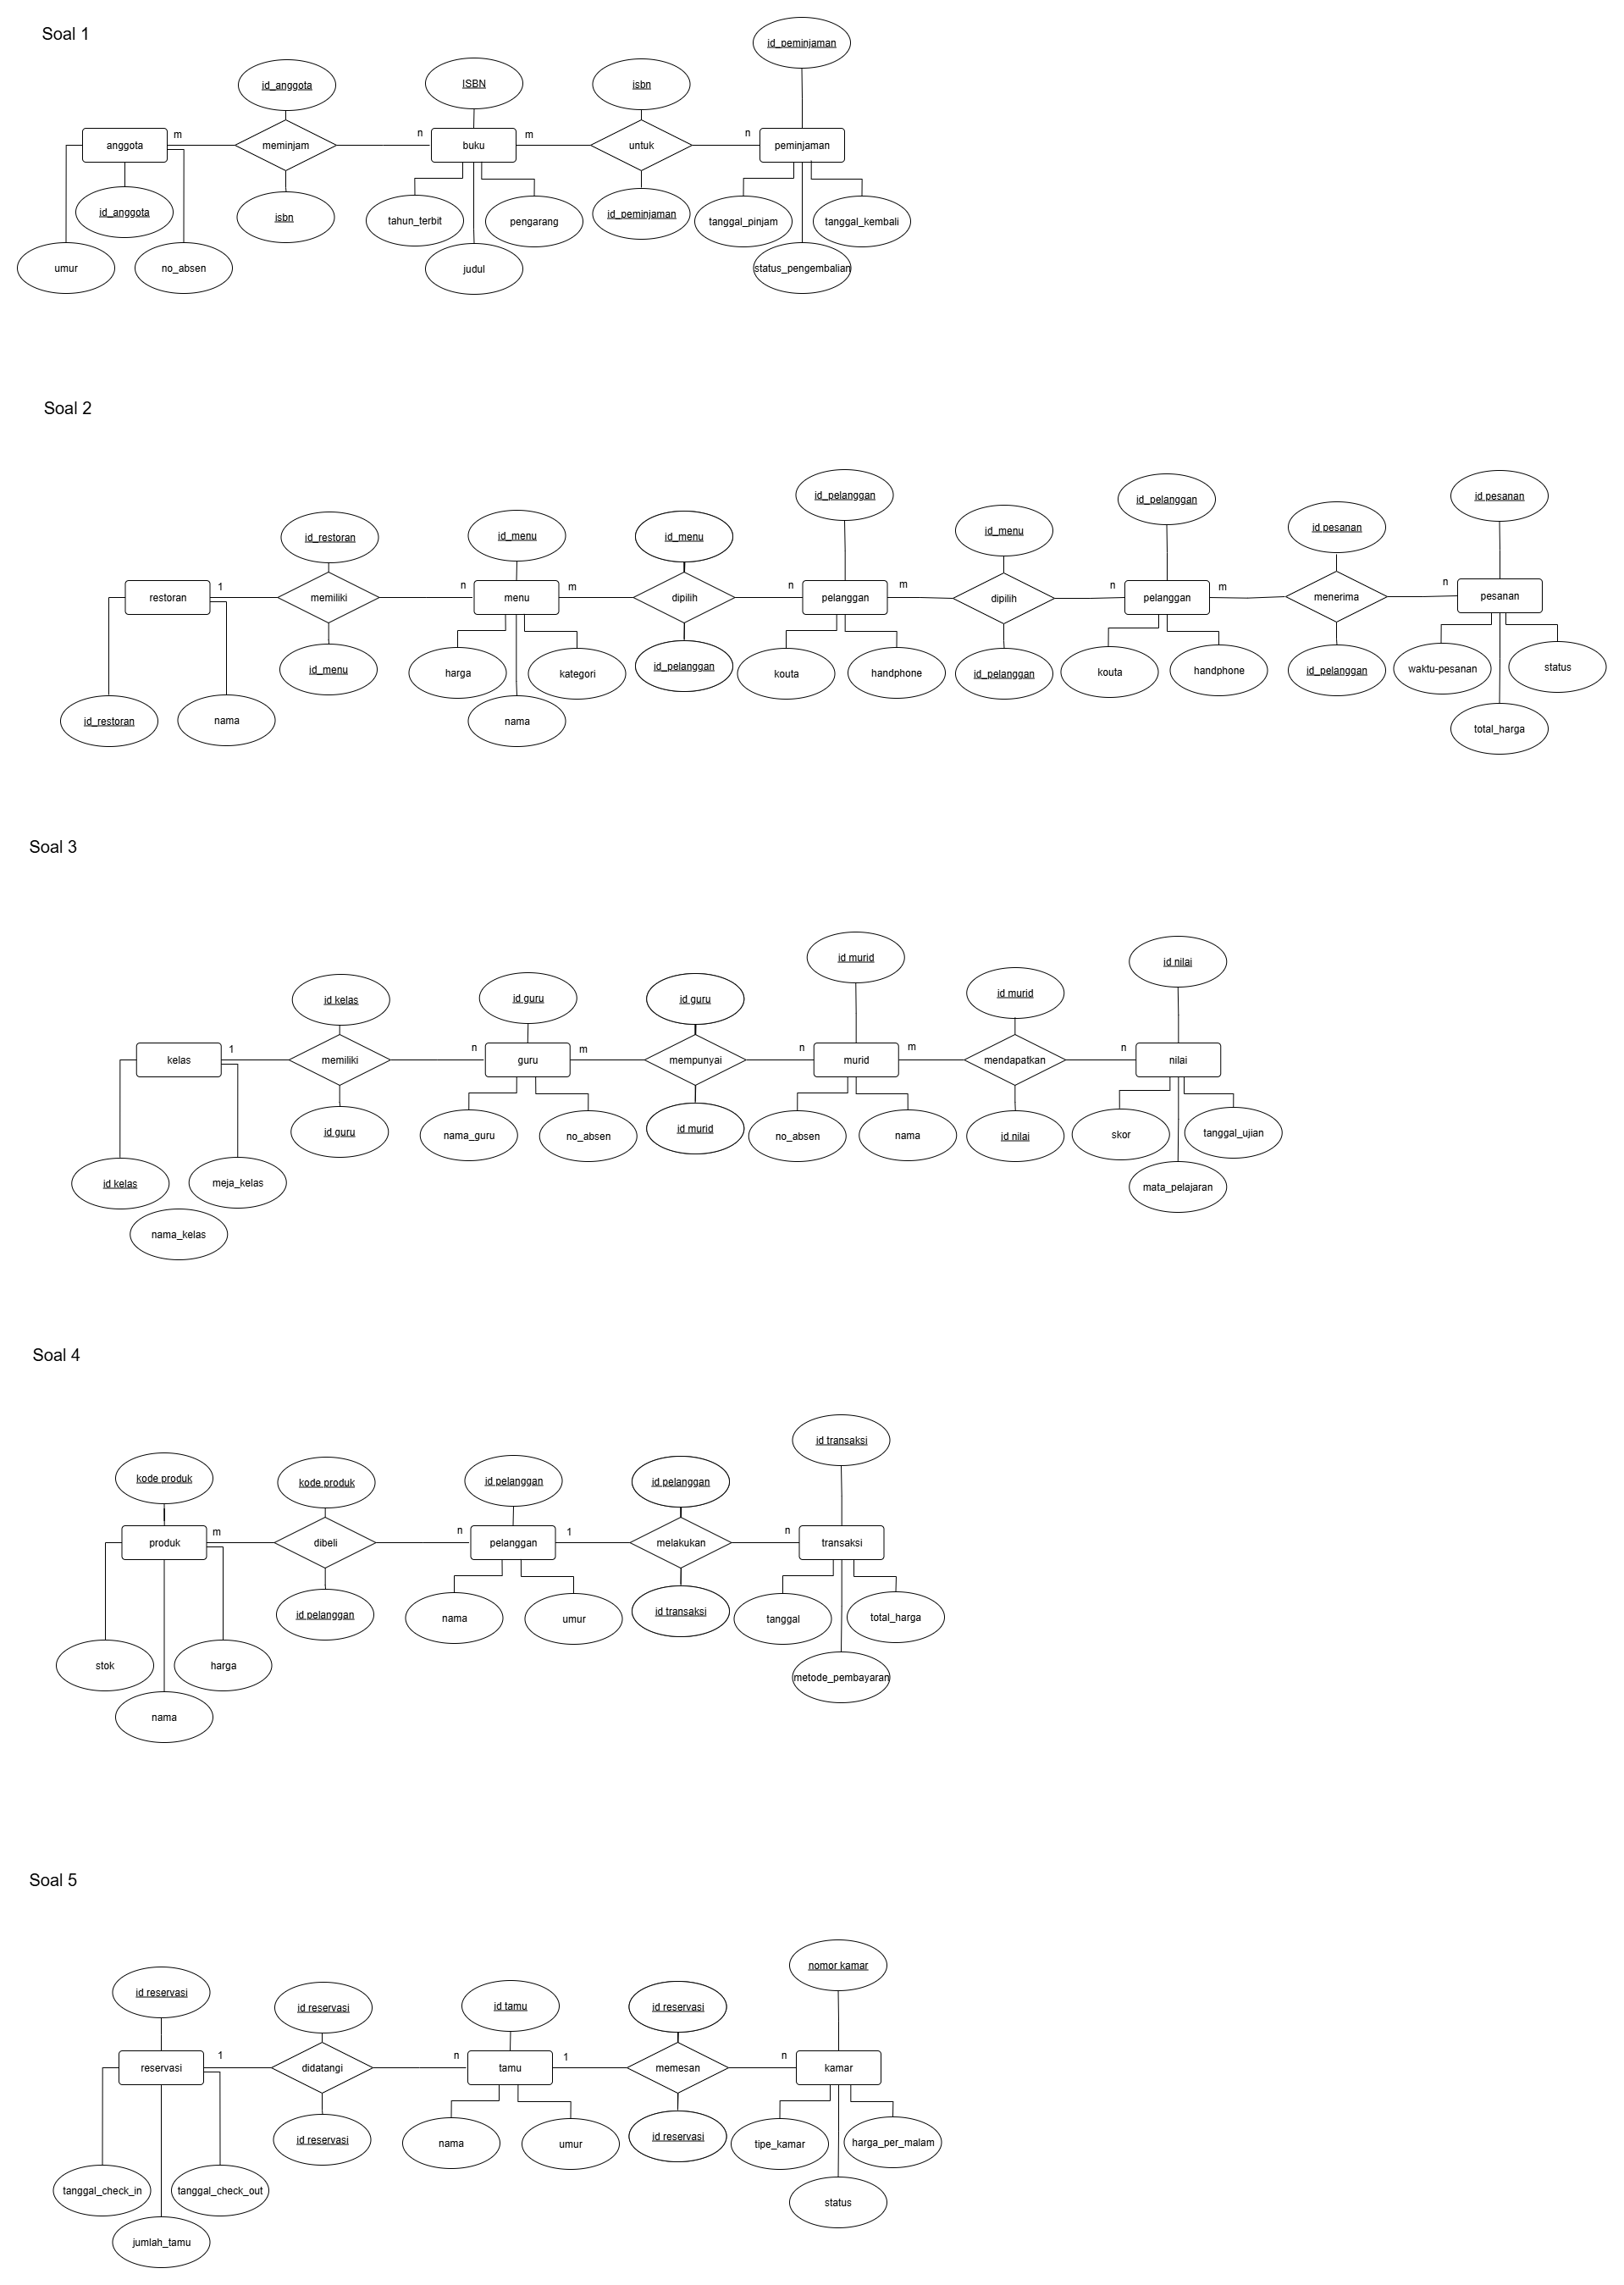 Soal 1
id_peminjaman
id_anggota
ISBN
isbn
anggota
m
meminjam
n
buku
m
untuk
n
peminjaman
id_anggota
isbn
tahun_terbit
pengarang
id_peminjaman
tanggal_pinjam
tanggal_kembali
umur
no_absen
judul
status_pengembalian
Soal 2
id_restoran
id_menu
id_menu
id_pelanggan
id_menu
id_pelanggan
id pesanan
id pesanan
restoran
1
memiliki
n
menu
m
dipilih
n
pelanggan
m
dipilih
n
pelanggan
m
menerima
n
pesanan
id_menu
harga
kategori
id_pelanggan
kouta
handphone
id_pelanggan
kouta
handphone
id_pelanggan
waktu-pesanan
status
id_restoran
nama
nama
total_harga
Soal 3
id kelas
id guru
id guru
id murid
id murid
id nilai
kelas
1
memiliki
n
guru
m
mempunyai
n
murid
m
mendapatkan
n
nilai
id guru
nama_guru
no_absen
id murid
no_absen
nama
id nilai
skor
tanggal_ujian
id kelas
meja_kelas
mata_pelajaran
nama_kelas
Soal 4
kode produk
kode produk
id pelanggan
id pelanggan
id transaksi
produk
m
dibeli
n
pelanggan
1
melakukan
n
transaksi
id pelanggan
nama
umur
id transaksi
tanggal
total_harga
stok
harga
metode_pembayaran
nama
Soal 5
id reservasi
id reservasi
id tamu
id reservasi
nomor kamar
reservasi
1
didatangi
n
tamu
1
memesan
n
kamar
id reservasi
nama
umur
id reservasi
tipe_kamar
harga_per_malam
tanggal_check_in
tanggal_check_out
status
jumlah_tamu